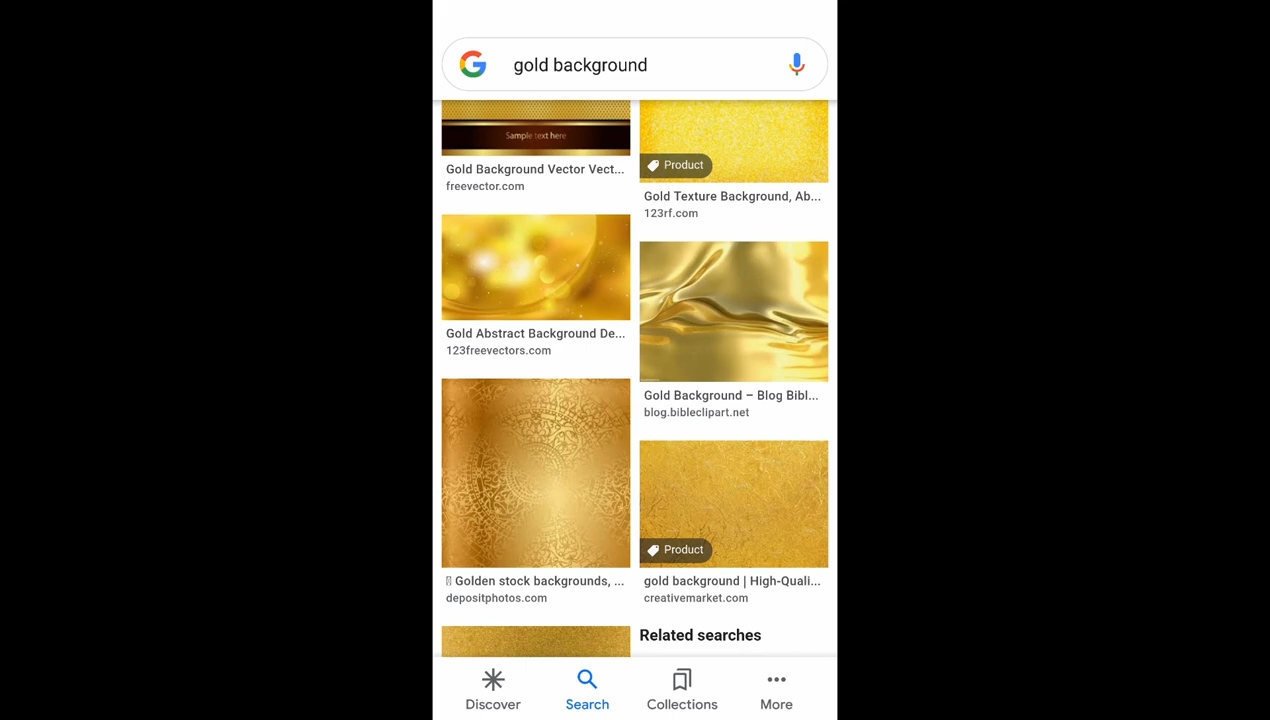 gold background
Sample text here
Gold Background Vector Vect...
freevector.com
Product
Gold Texture Background, Ab...
123rf.com
Gold Abstract Background De...
123freevectors.com
Gold Background – Blog Bibl...
blog.bibleclipart.net
Golden stock backgrounds, ...
depositphotos.com
Product
gold background | High-Quali...
creativemarket.com
Related searches
Discover
Search
Collections
More